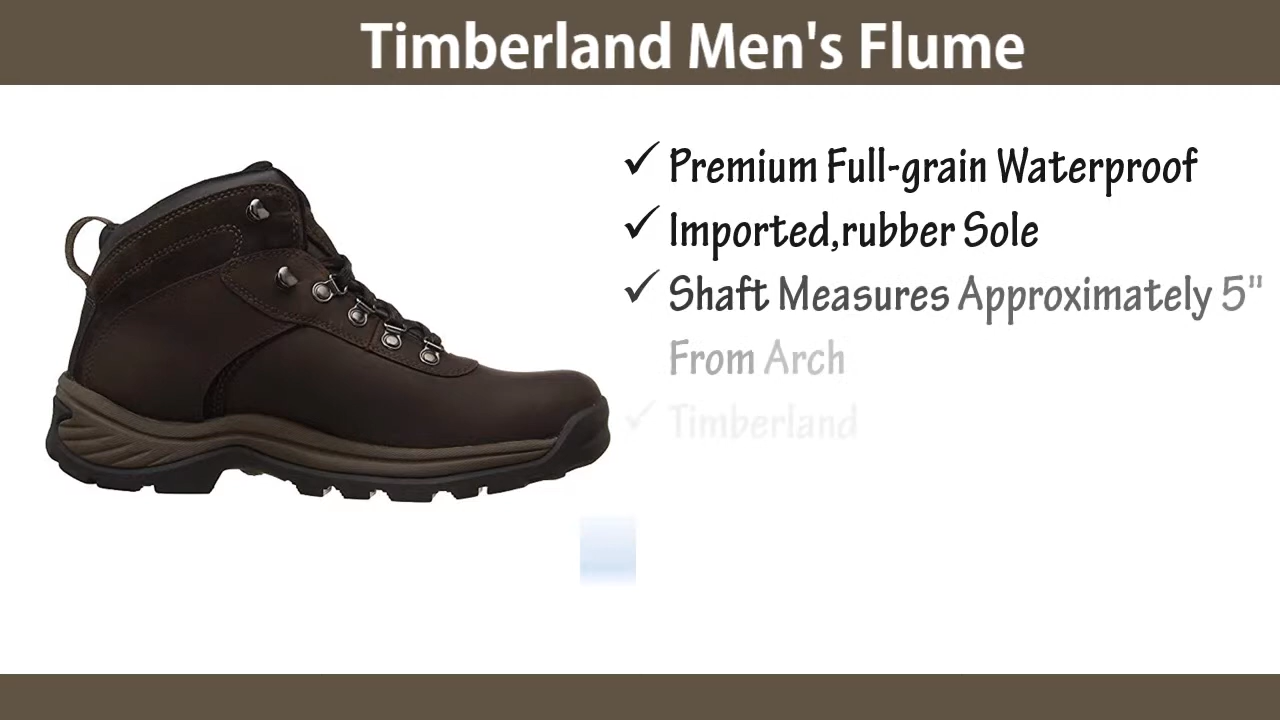 Timberland Men's Flume
✓ Premium Full-grain Waterproof
✓ Imported,rubber Sole
✓ Shaft Measures Approximately 5"
From Arch
✓ Timberland